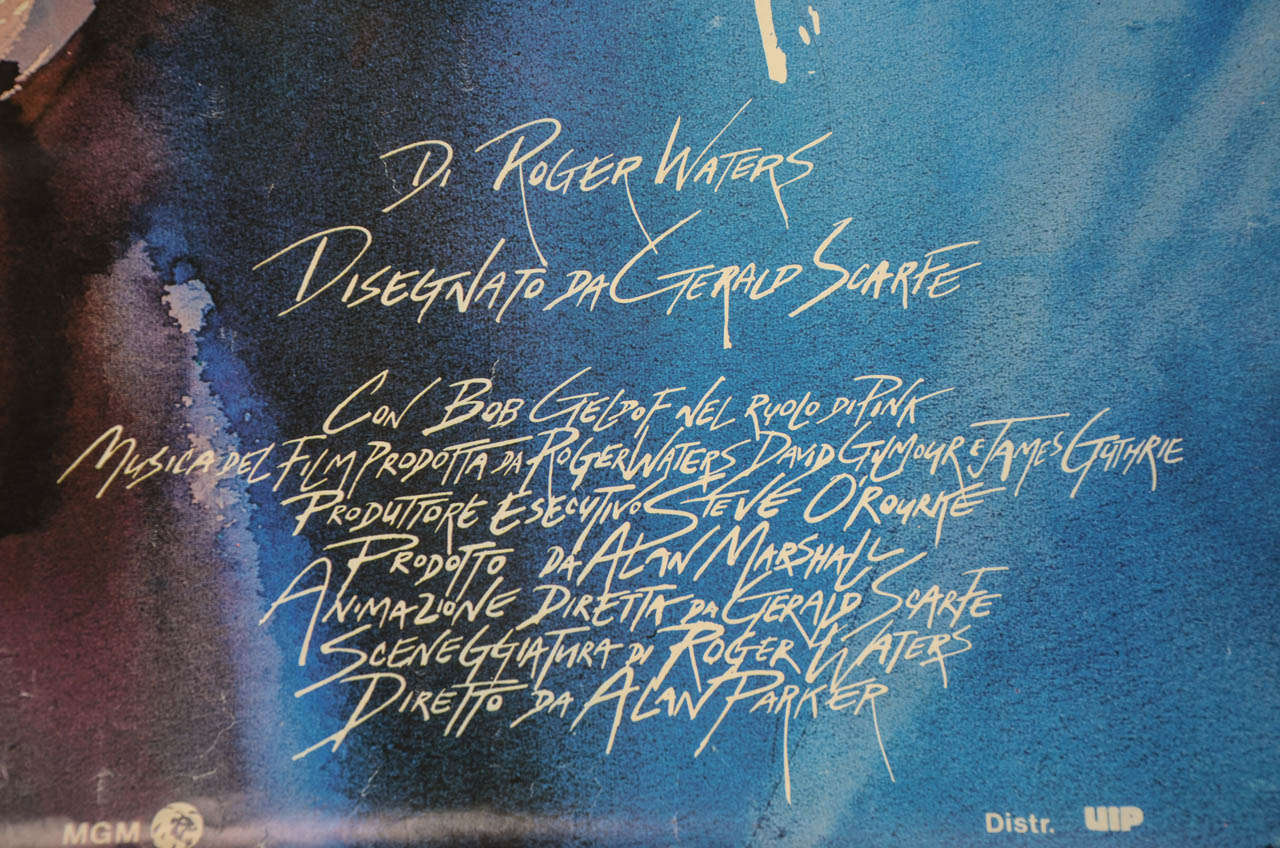 Di Roger Waters
Disegnato da Gerald Scarfe
Con Bob Geldof nel ruolo di Pink
Musica del film prodotta da Roger Waters David Gilmour e James Guthrie
Produttore esecutivo Steve O'Rourke
Prodotto da Alan Marshall
Animazione diretta da Gerald Scarfe
Sceneggiatura di Roger Waters
Diretto da Alan Parker
MGM
Distr. UIP